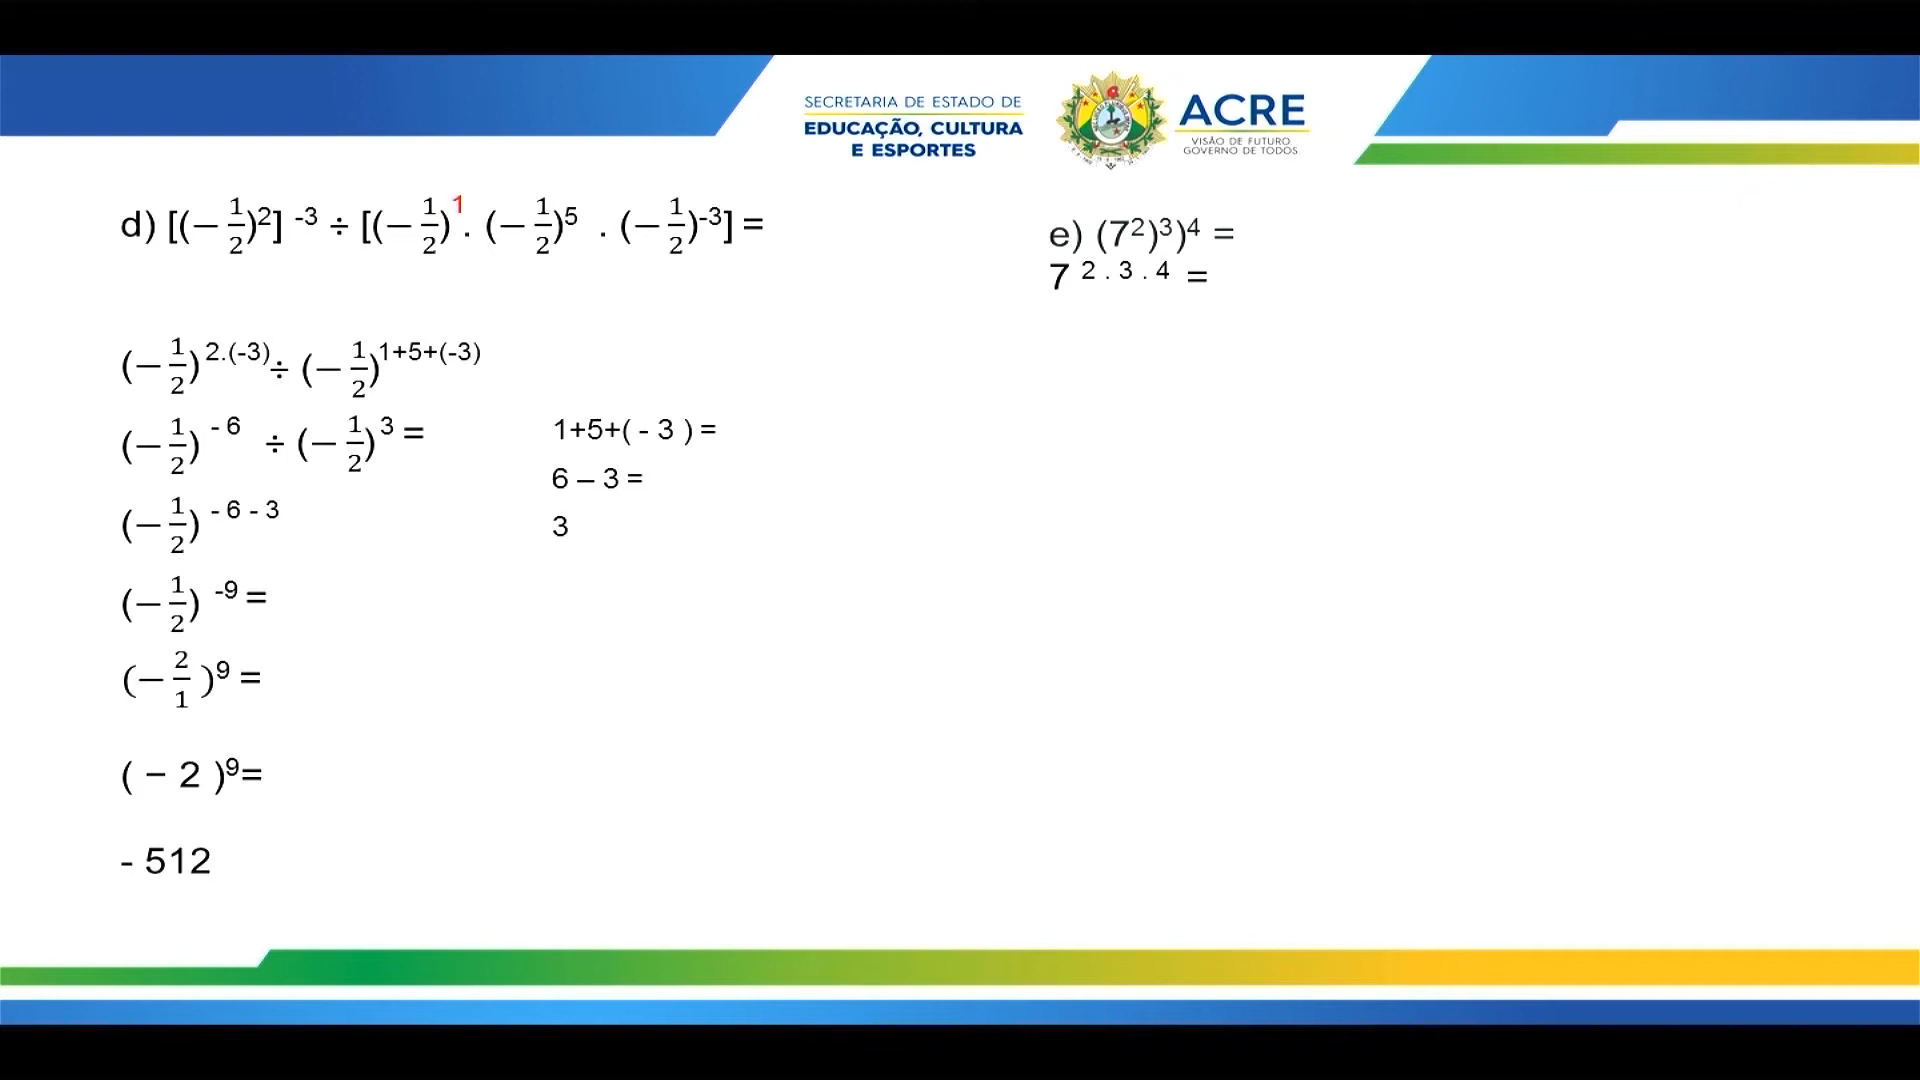 SECRETARIA DE ESTADO DE
EDUCAÇÃO, CULTURA
E ESPORTES
ACRE
VISÃO DE FUTURO
GOVERNO DE TODOS
d) [(−1/2)²] ⁻³ ÷ [(−1/2)¹. (−1/2)⁵ . (−1/2)⁻³] =
(−1/2)^2.(-3) ÷ (−1/2)^1+5+(-3)
(−1/2)^- 6 ÷ (−1/2)^3 =
(−1/2)^- 6 - 3
(−1/2)^-9 =
(−2/1)^9 =
( − 2 )⁹=
- 512
1+5+( - 3 ) =
6 – 3 =
3
e) (7²)³)⁴ =
7 ^2 . 3 . 4 =